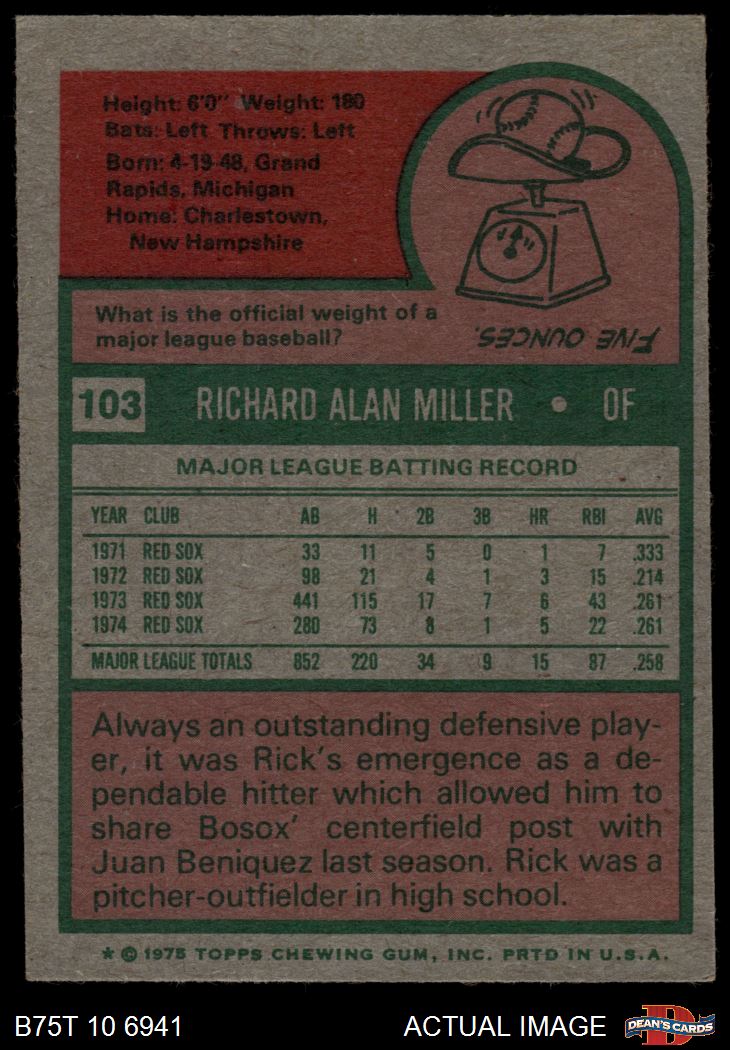 Height: 6'0" Weight: 180
Bats: Left Throws: Left
Born: 4-19-48, Grand
Rapids, Michigan
Home: Charlestown,
New Hampshire
What is the official weight of a
major league baseball?
FIVE OUNCES.
103 RICHARD ALAN MILLER • OF
MAJOR LEAGUE BATTING RECORD
YEAR CLUB AB H 2B 3B HR RBI AVG
1971 RED SOX 33 11 5 0 1 7 .333
1972 RED SOX 98 21 4 1 3 15 .214
1973 RED SOX 441 115 17 7 6 43 .261
1974 RED SOX 280 73 8 1 5 22 .261
MAJOR LEAGUE TOTALS 852 220 34 9 15 87 .258
Always an outstanding defensive play-
er, it was Rick's emergence as a de-
pendable hitter which allowed him to
share Bosox' centerfield post with
Juan Beniquez last season. Rick was a
pitcher-outfielder in high school.
* © 1975 TOPPS CHEWING GUM, INC. PRTD IN U.S.A.
B75T 10 6941 ACTUAL IMAGE D DEAN'S CARDS